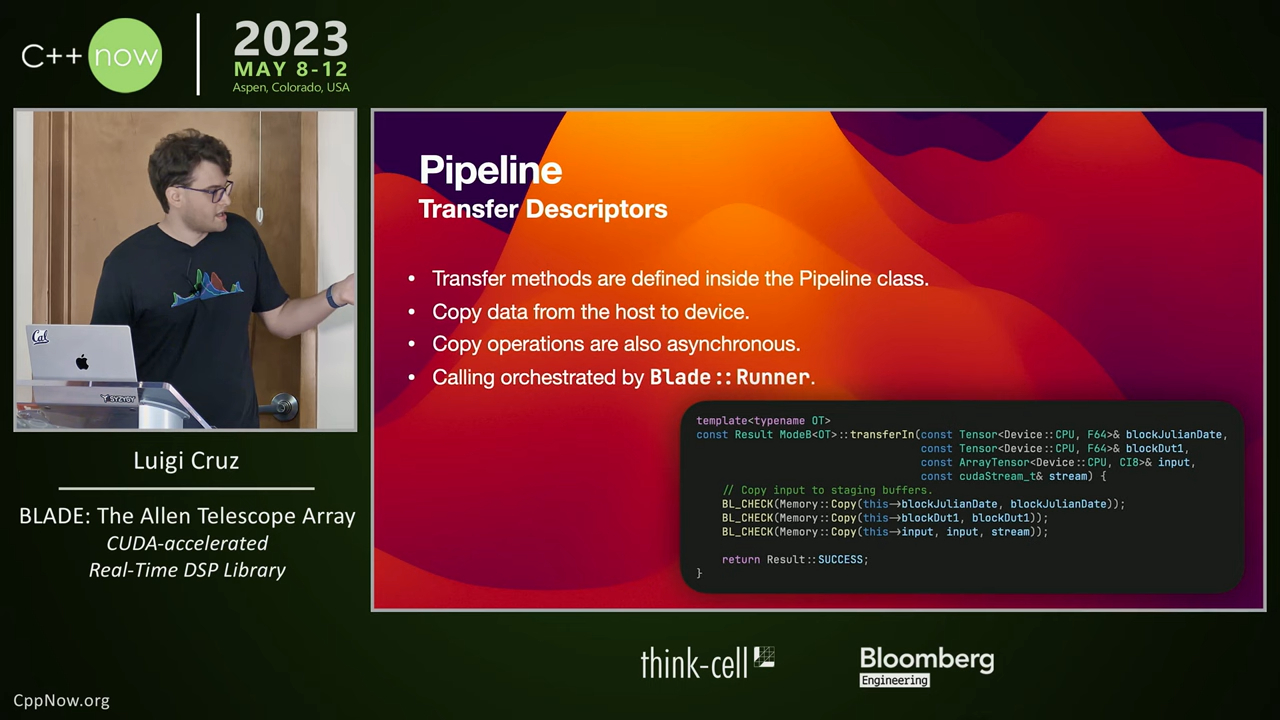 C++ now
2023
MAY 8-12
Aspen, Colorado, USA
Pipeline
Transfer Descriptors
• Transfer methods are defined inside the Pipeline class.
• Copy data from the host to device.
• Copy operations are also asynchronous.
• Calling orchestrated by Blade::Runner.
template<typename OT>
const Result ModeB<OT>::transferIn(const Tensor<Device::CPU, F64>& blockJulianDate,
const Tensor<Device::CPU, F64>& blockDut1,
const ArrayTensor<Device::CPU, CI8>& input,
const cudaStream_t& stream) {
// Copy input to staging buffers.
BL_CHECK(Memory::Copy(this->blockJulianDate, blockJulianDate));
BL_CHECK(Memory::Copy(this->blockDut1, blockDut1));
BL_CHECK(Memory::Copy(this->input, input, stream));
return Result::SUCCESS;
}
Cal
SYZYGY
Luigi Cruz
BLADE: The Allen Telescope Array
CUDA-accelerated
Real-Time DSP Library
think-cell
Bloomberg
Engineering
CppNow.org